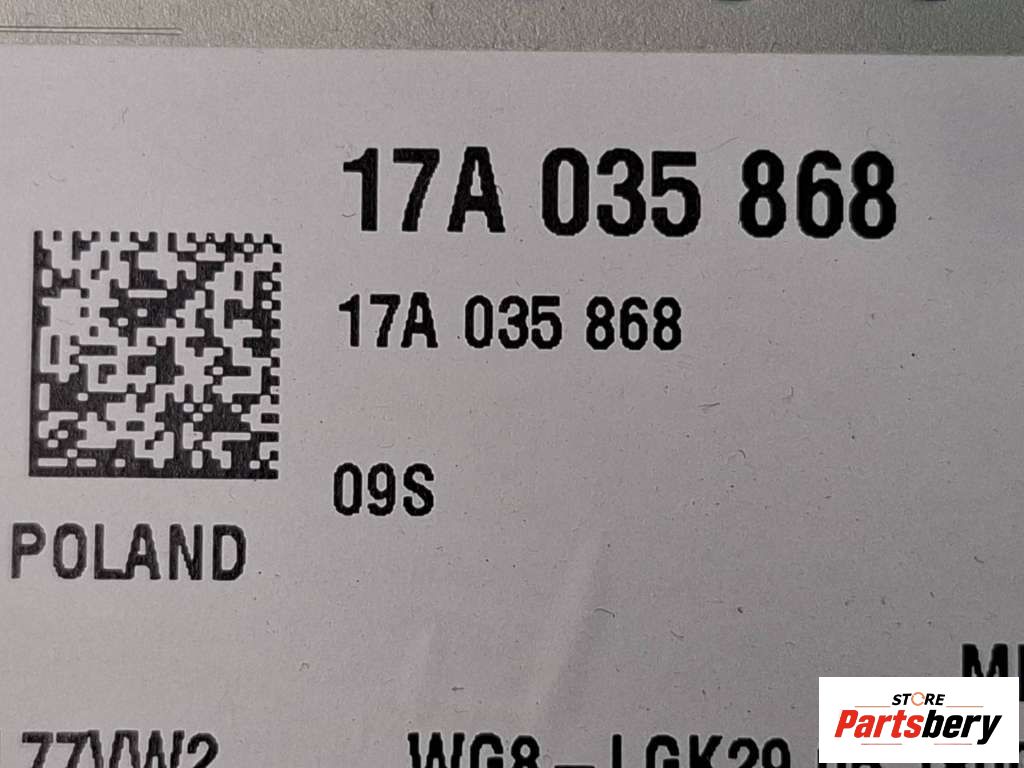 17A 035 868
17A 035 868
09S
POLAND
STORE
Partsbery